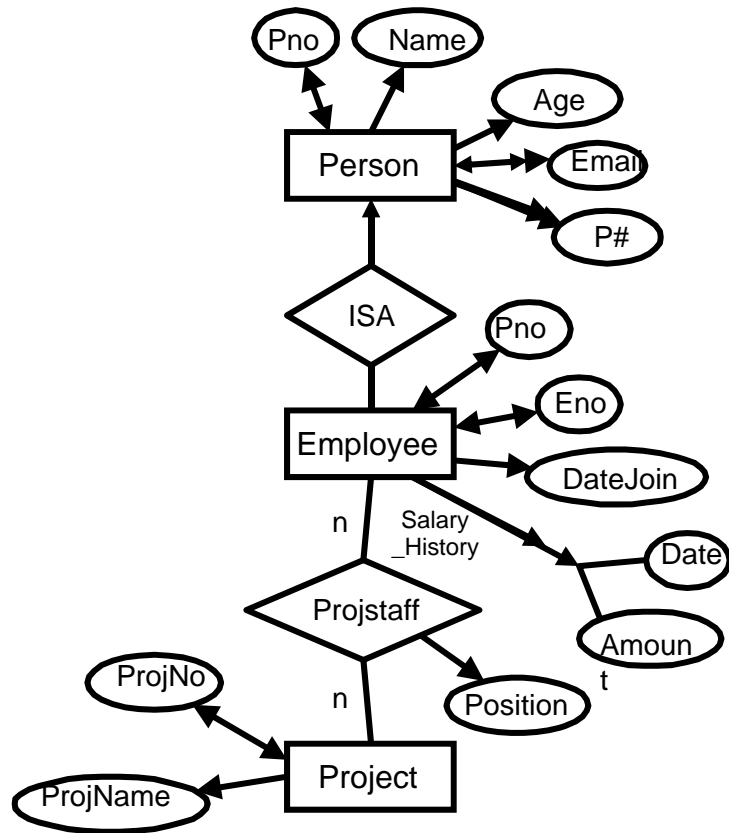 Pno
Name
Age
Person
Email
P#
ISA
Pno
Eno
Employee
DateJoin
n
Salary
_History
Date
Projstaff
Amoun
t
ProjNo
n
Position
Project
ProjName